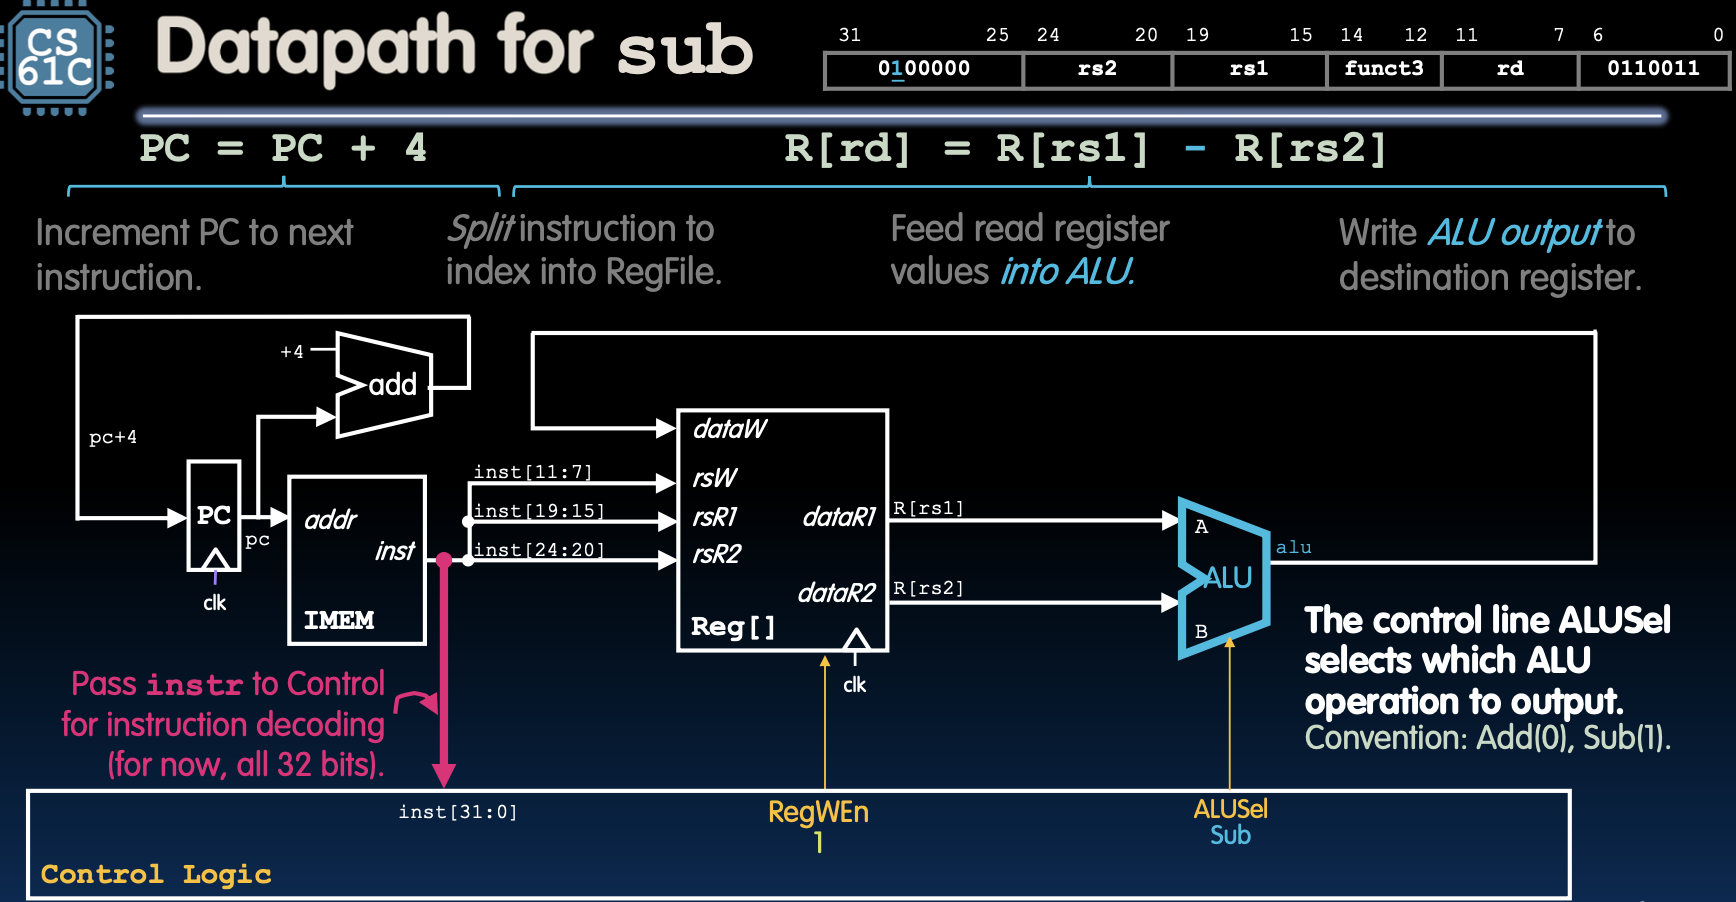 CS
61C
Datapath for sub
31 25 24 20 19 15 14 12 11 7 6 0
0100000 rs2 rs1 funct3 rd 0110011
PC = PC + 4
R[rd] = R[rs1] - R[rs2]
Increment PC to next
instruction.
Split instruction to
index into RegFile.
Feed read register
values into ALU.
Write ALU output to
destination register.
+4
add
pc+4
PC
pc
clk
addr
inst
IMEM
inst[11:7]
inst[19:15]
inst[24:20]
dataW
rsW
rsR1
rsR2
dataR1
dataR2
Reg[]
clk
R[rs1]
R[rs2]
A
ALU
B
alu
The control line ALUSel
selects which ALU
operation to output.
Convention: Add(0), Sub(1).
Pass instr to Control
for instruction decoding
(for now, all 32 bits).
inst[31:0]
RegWEn
1
ALUSel
Sub
Control Logic